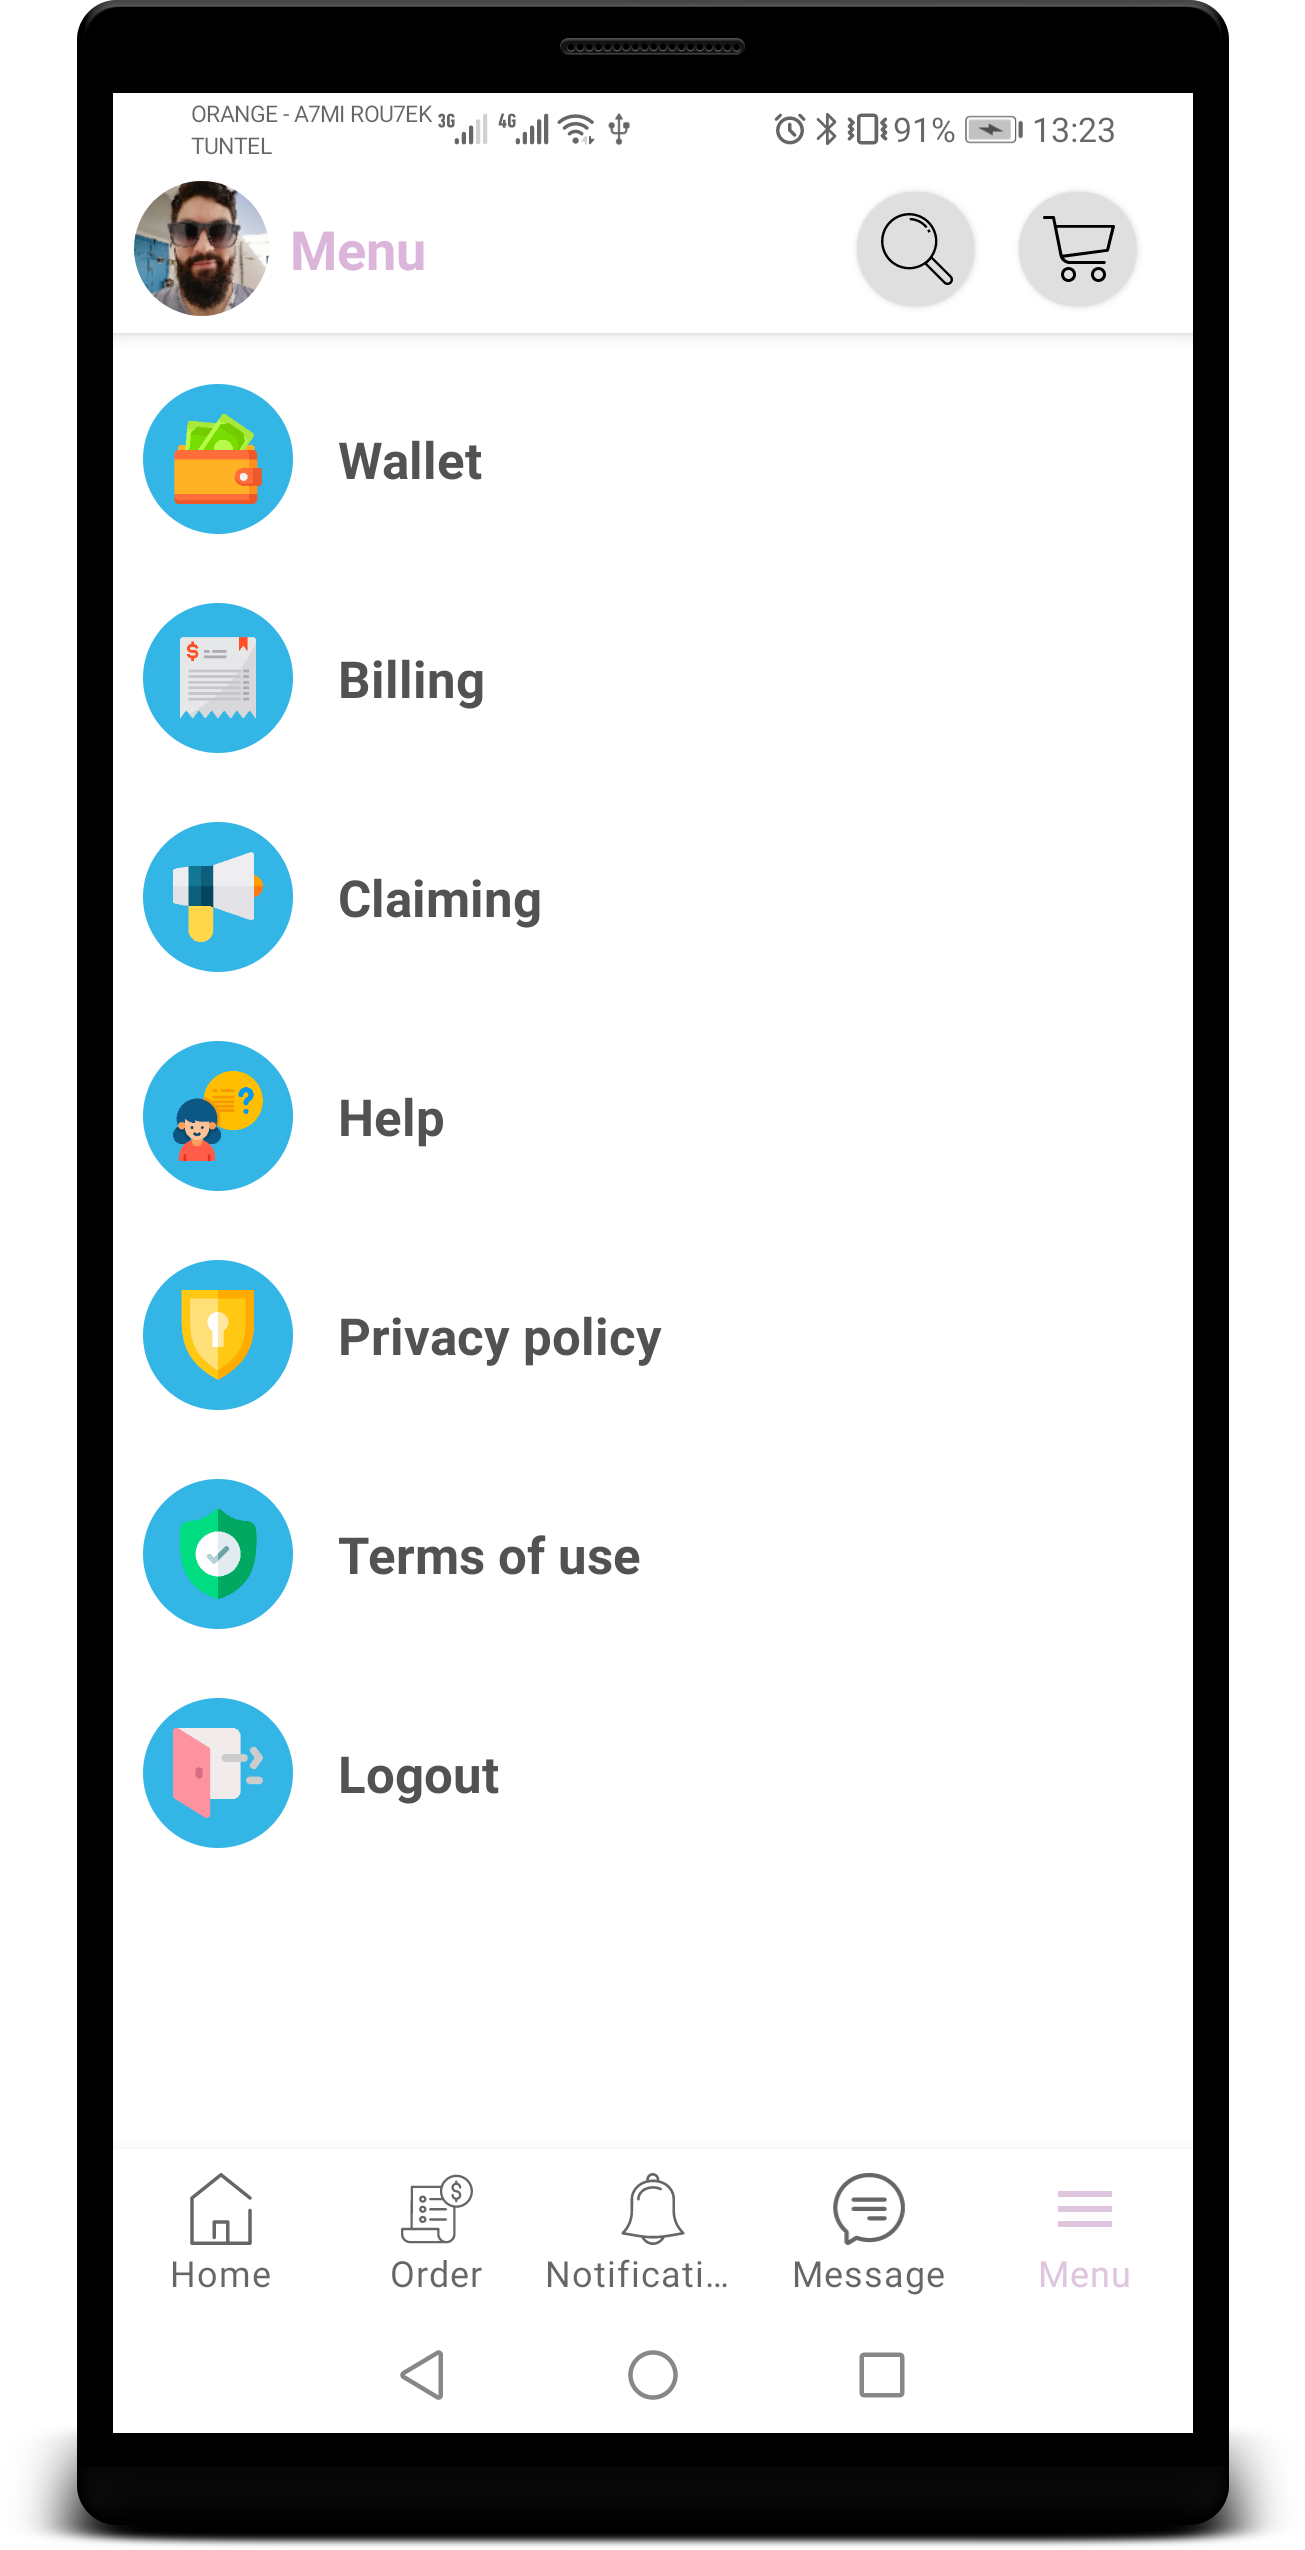 ORANGE - A7MI ROU7EK
TUNTEL
3G 4G 91% 13:23
Menu
Wallet
$
Billing
Claiming
?
Help
Privacy policy
Terms of use
Logout
$
Home Order Notificati... Message Menu